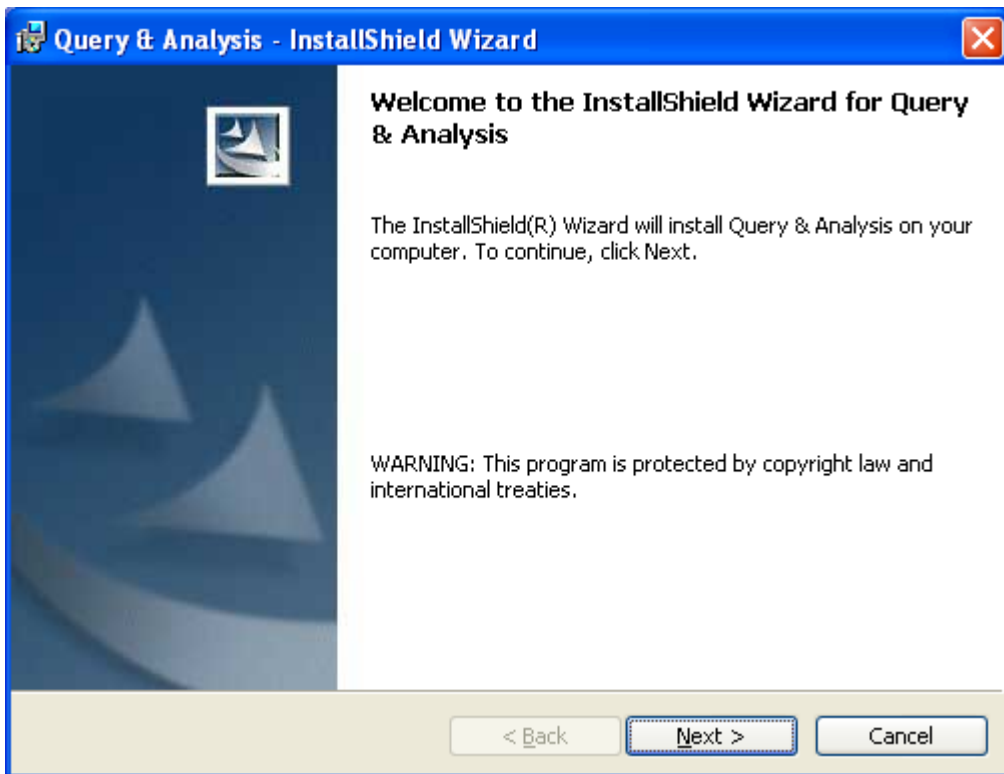 Query & Analysis - InstallShield Wizard
Welcome to the InstallShield Wizard for Query
& Analysis
The InstallShield(R) Wizard will install Query & Analysis on your
computer. To continue, click Next.
WARNING: This program is protected by copyright law and
international treaties.
< Back
Next >
Cancel